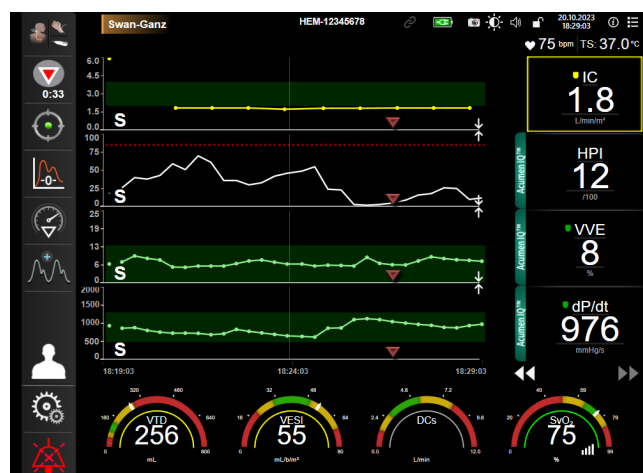 Swan-Ganz
HEM-12345678
20.10.2023
18:29:03
75 bpm TS: 37.0 °C
0:33
-0-
6.0
4.5
3.0
1.5
0.0
S
IC
1.8
L/min/m²
100
75
50
25
0
S
Acumen IQ™
HPI
12
/100
25
19
13
6
0
S
Acumen IQ™
VVE
8
%
2000
1500
1000
500
0
S
Acumen IQ™
dP/dt
976
mmHg/s
18:19:03
18:24:03
18:29:03
0
160
320
480
640
800
VTD
256
mL
0
16
32
48
64
80
VESI
55
mL/b/m²
0.0
2.4
4.8
7.2
9.6
12.0
DCs
L/min
0
20
40
59
79
99
SvO₂
75
%